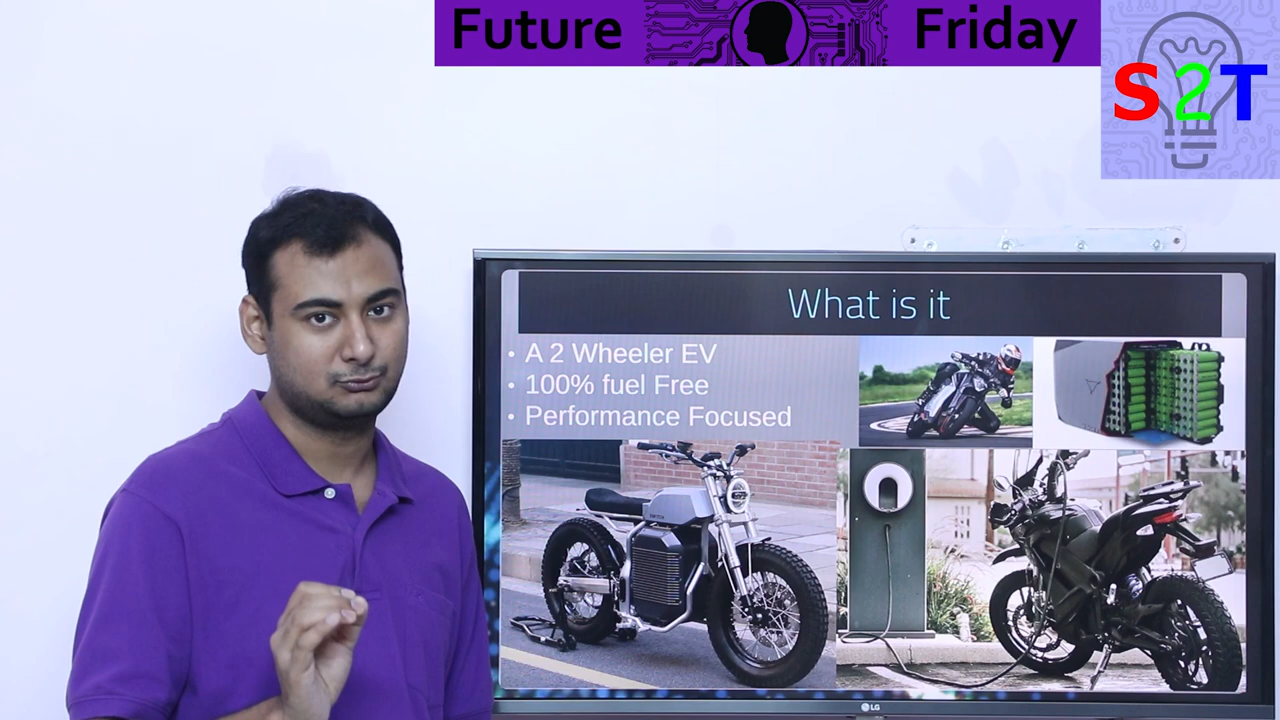 Future Friday
S2T
What is it
• A 2 Wheeler EV
• 100% fuel Free
• Performance Focused
LG